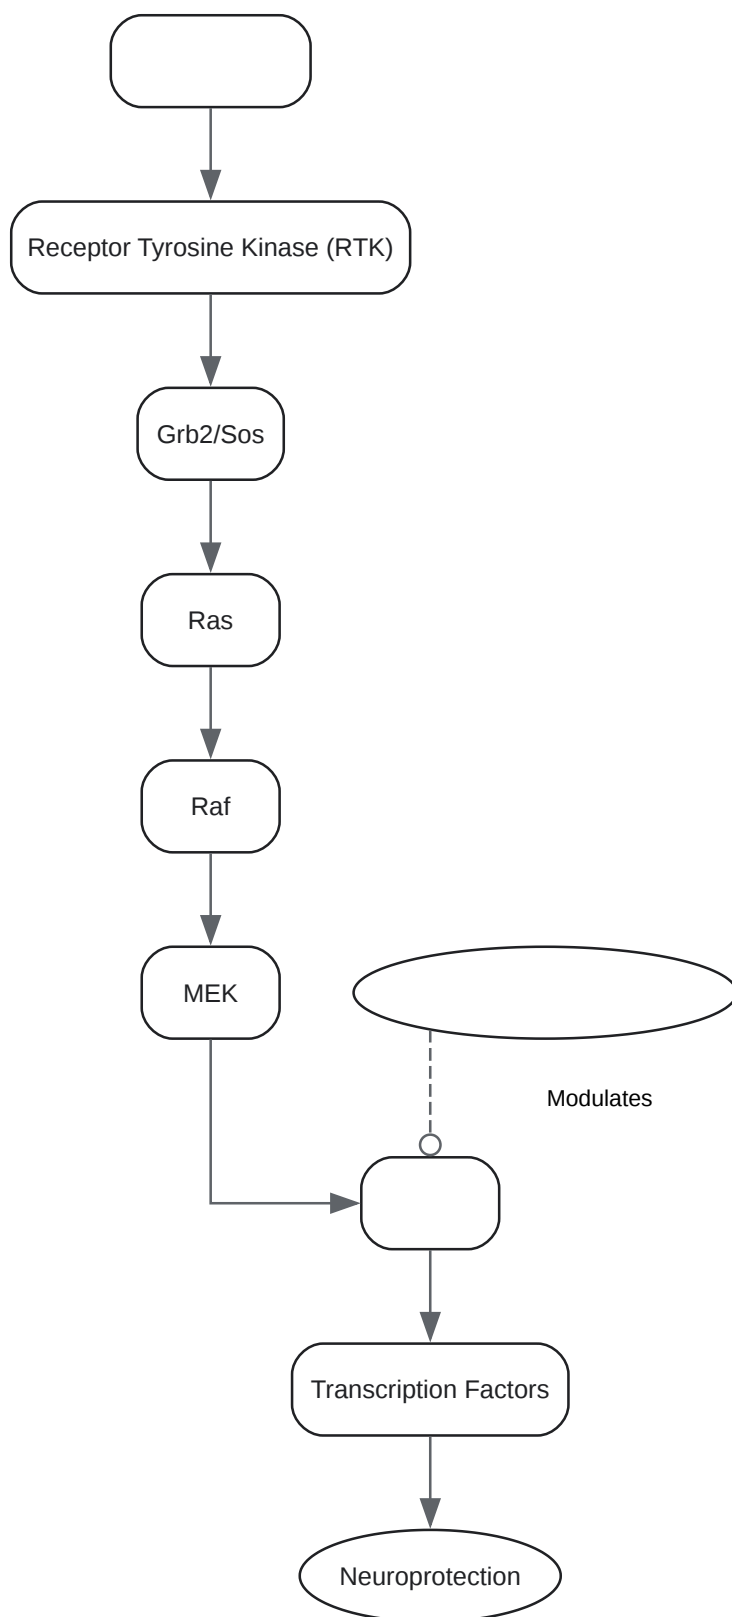 Receptor Tyrosine Kinase (RTK)
Grb2/Sos
Ras
Raf
MEK
Modulates
Transcription Factors
Neuroprotection